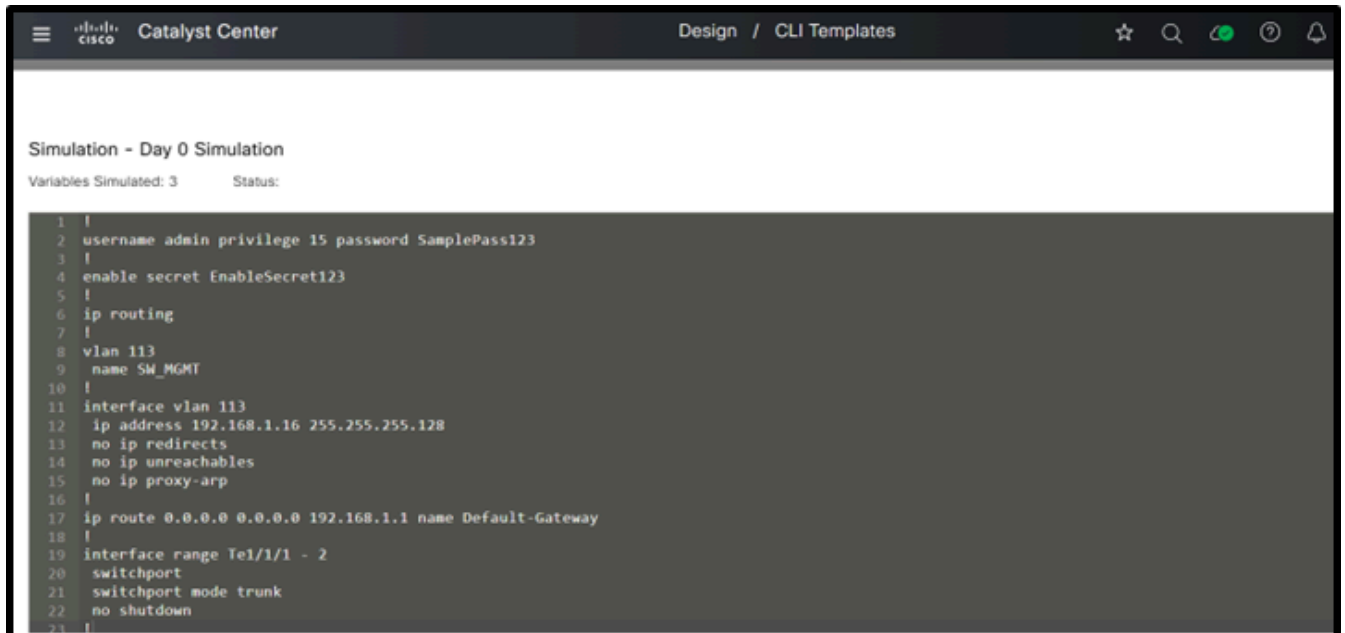 cisco Catalyst Center Design / CLI Templates
Simulation - Day 0 Simulation
Variables Simulated: 3 Status:
1 !
2 username admin privilege 15 password SamplePass123
3 !
4 enable secret EnableSecret123
5 !
6 ip routing
7 !
8 vlan 113
9 name SW_MGMT
10 !
11 interface vlan 113
12 ip address 192.168.1.16 255.255.255.128
13 no ip redirects
14 no ip unreachables
15 no ip proxy-arp
16 !
17 ip route 0.0.0.0 0.0.0.0 192.168.1.1 name Default-Gateway
18 !
19 interface range Te1/1/1 - 2
20 switchport
21 switchport mode trunk
22 no shutdown
23 !